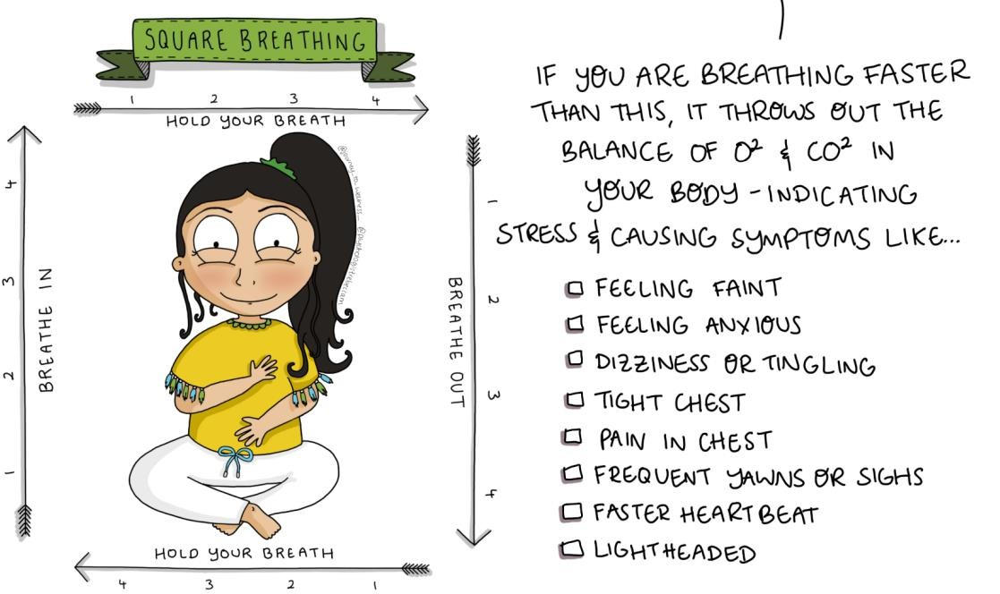 SQUARE BREATHING
1 2 3 4
HOLD YOUR BREATH
4
3
2
1
BREATHE IN
1
2
3
4
BREATHE OUT
HOLD YOUR BREATH
4 3 2 1
IF YOU ARE BREATHING FASTER
THAN THIS, IT THROWS OUT THE
BALANCE OF O² & CO² IN
YOUR BODY - INDICATING
STRESS & CAUSING SYMPTOMS LIKE...
FEELING FAINT
FEELING ANXIOUS
DIZZINESS OR TINGLING
TIGHT CHEST
PAIN IN CHEST
FREQUENT YAWNS OR SIGHS
FASTER HEARTBEAT
LIGHTHEADED